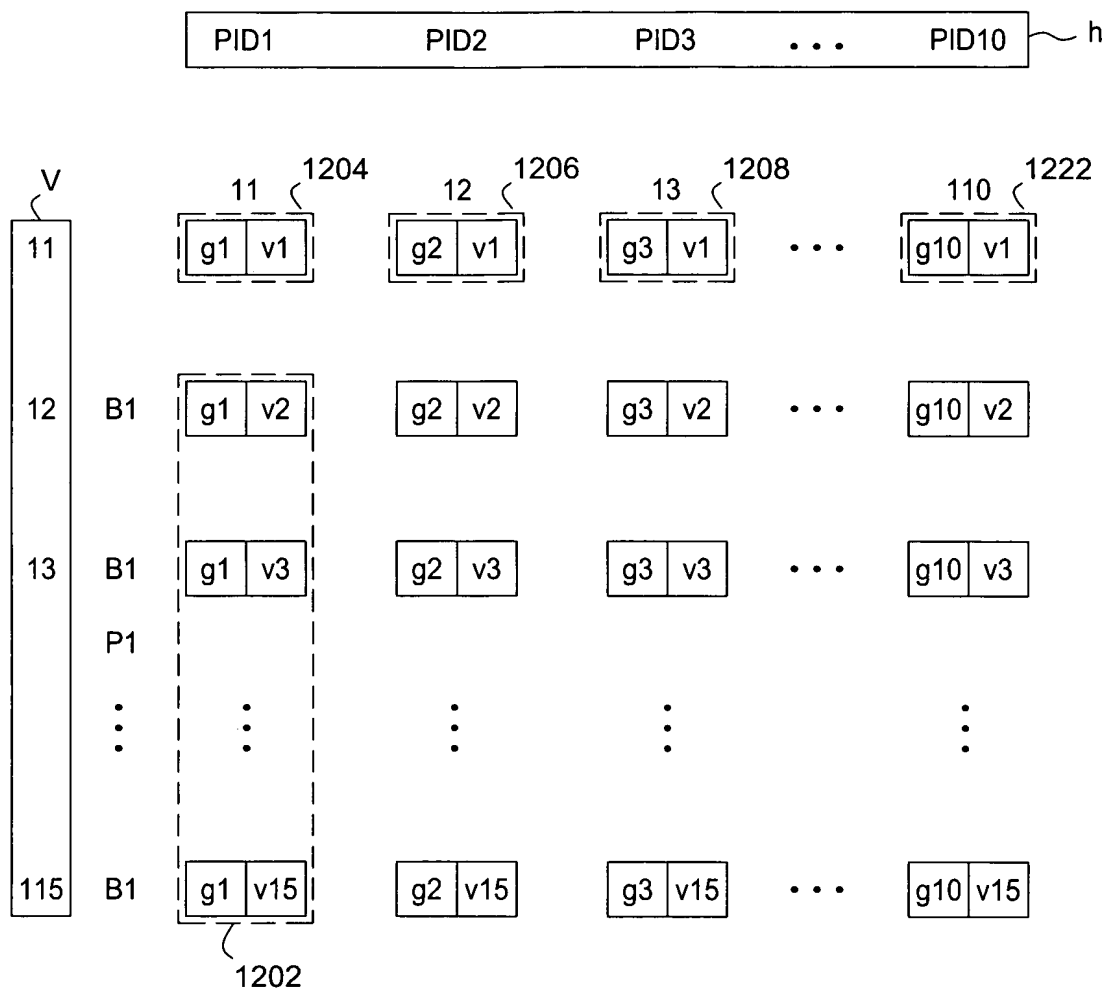 PID1 PID2 PID3 • • • PID10 h
V 1204 1206 1208 1222
11 12 13 110
11 g1 v1 g2 v1 g3 v1 • • • g10 v1
12 B1 g1 v2 g2 v2 g3 v2 • • • g10 v2
13 B1 g1 v3 g2 v3 g3 v3 • • • g10 v3
P1
115 B1 g1 v15 g2 v15 g3 v15 • • • g10 v15
1202